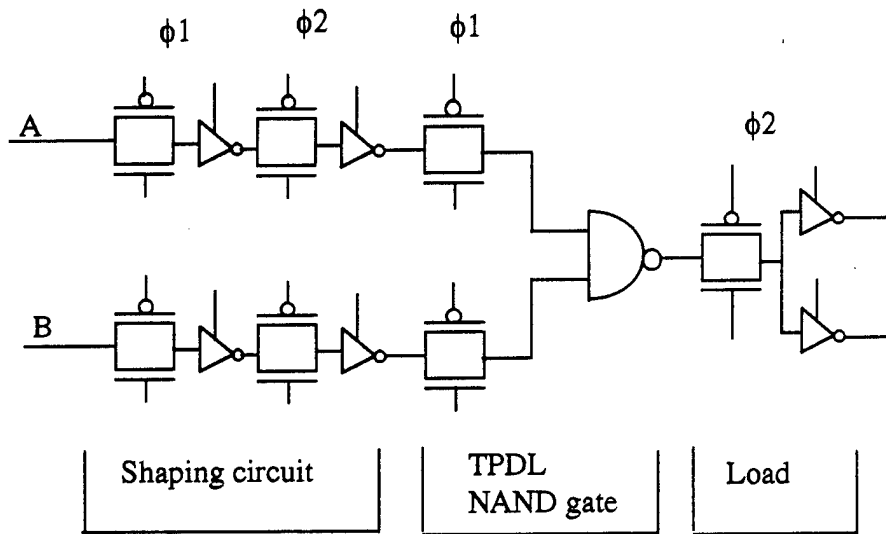 ϕ1 ϕ2 ϕ1
ϕ2
A
B
Shaping circuit
TPDL
NAND gate
Load